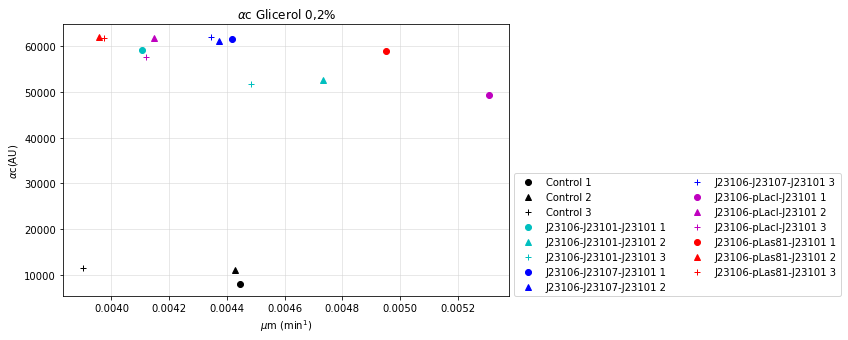 αc Glicerol 0,2%
60000
50000
40000
30000
20000
10000
αc(AU)
0.0040 0.0042 0.0044 0.0046 0.0048 0.0050 0.0052
μm (min¹)
Control 1
Control 2
Control 3
J23106-J23101-J23101 1
J23106-J23101-J23101 2
J23106-J23101-J23101 3
J23106-J23107-J23101 1
J23106-J23107-J23101 2
J23106-J23107-J23101 3
J23106-pLacI-J23101 1
J23106-pLacI-J23101 2
J23106-pLacI-J23101 3
J23106-pLas81-J23101 1
J23106-pLas81-J23101 2
J23106-pLas81-J23101 3